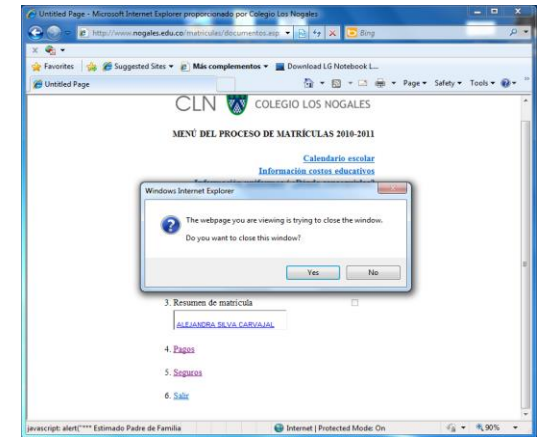 Untitled Page - Microsoft Internet Explorer proporcionado por Colegio Los Nogales
http://www.nogales.edu.co/matriculas/documentos.asp
Bing
Favorites Suggested Sites Más complementos Download LG Notebook L...
Untitled Page
Page Safety Tools
CLN COLEGIO LOS NOGALES
MENÚ DEL PROCESO DE MATRÍCULAS 2010-2011
Calendario escolar
Información costos educativos
Windows Internet Explorer
The webpage you are viewing is trying to close the window.
Do you want to close this window?
Yes No
3. Resumen de matricula
ALEJANDRA SILVA CARVAJAL
4. Pagos
5. Seguros
6. Salir
javascript: alert('**** Estimado Padre de Familia
Internet | Protected Mode: On
90%